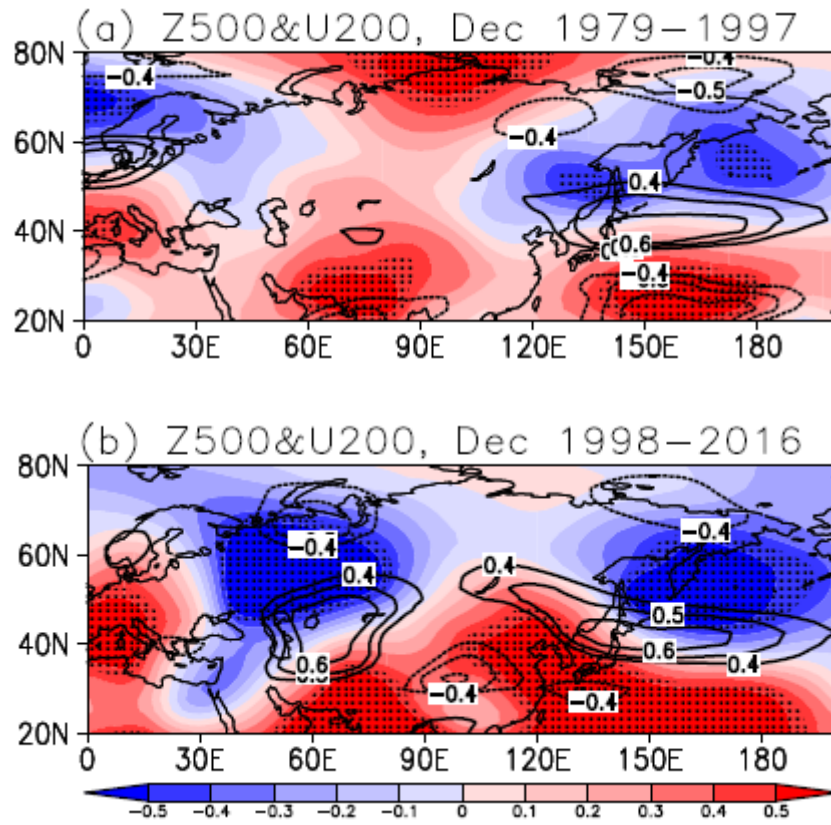 (a) Z500&U200, Dec 1979−1997
80N
60N
40N
20N
−0.4
−0.4
−0.5
−0.4
0.4
0.6
−0.4
0 30E 60E 90E 120E 150E 180
(b) Z500&U200, Dec 1998−2016
80N
60N
40N
20N
−0.4
−0.4
0.4
0.4
0.5
0.6
0.6
0.4
−0.4
−0.4
0 30E 60E 90E 120E 150E 180
−0.5 −0.4 −0.3 −0.2 −0.1 0 0.1 0.2 0.3 0.4 0.5